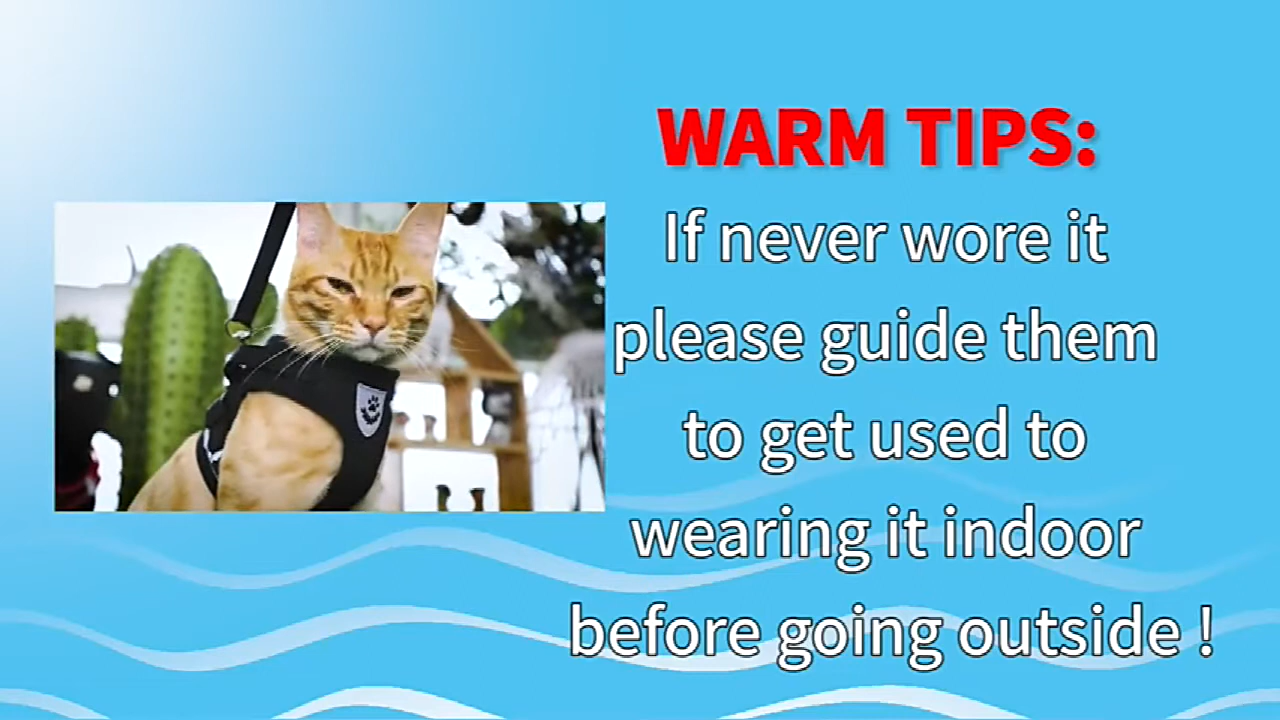 WARM TIPS:
If never wore it
please guide them
to get used to
wearing it indoor
before going outside !